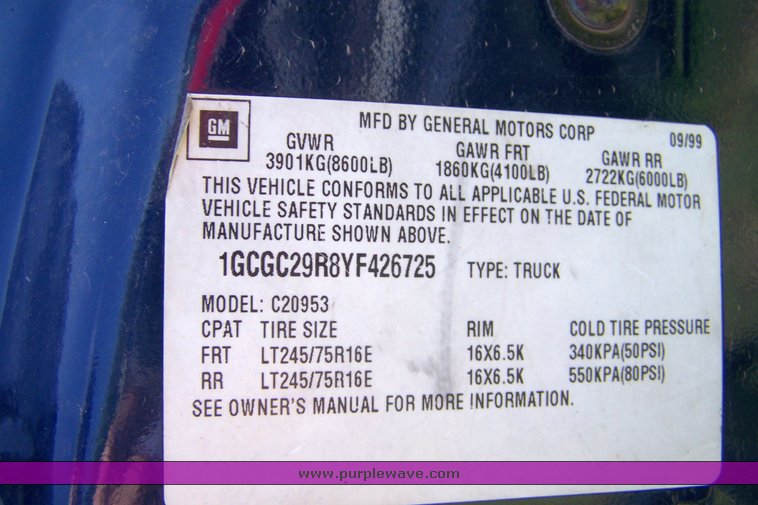 GM
MFD BY GENERAL MOTORS CORP 09/99
GVWR GAWR FRT GAWR RR
3901KG(8600LB) 1860KG(4100LB) 2722KG(6000LB)
THIS VEHICLE CONFORMS TO ALL APPLICABLE U.S. FEDERAL MOTOR
VEHICLE SAFETY STANDARDS IN EFFECT ON THE DATE OF
MANUFACTURE SHOWN ABOVE.
1GCGC29R8YF426725 TYPE: TRUCK
MODEL: C20953
CPAT TIRE SIZE RIM COLD TIRE PRESSURE
FRT LT245/75R16E 16X6.5K 340KPA(50PSI)
RR LT245/75R16E 16X6.5K 550KPA(80PSI)
SEE OWNER'S MANUAL FOR MORE INFORMATION.
www.purplewave.com